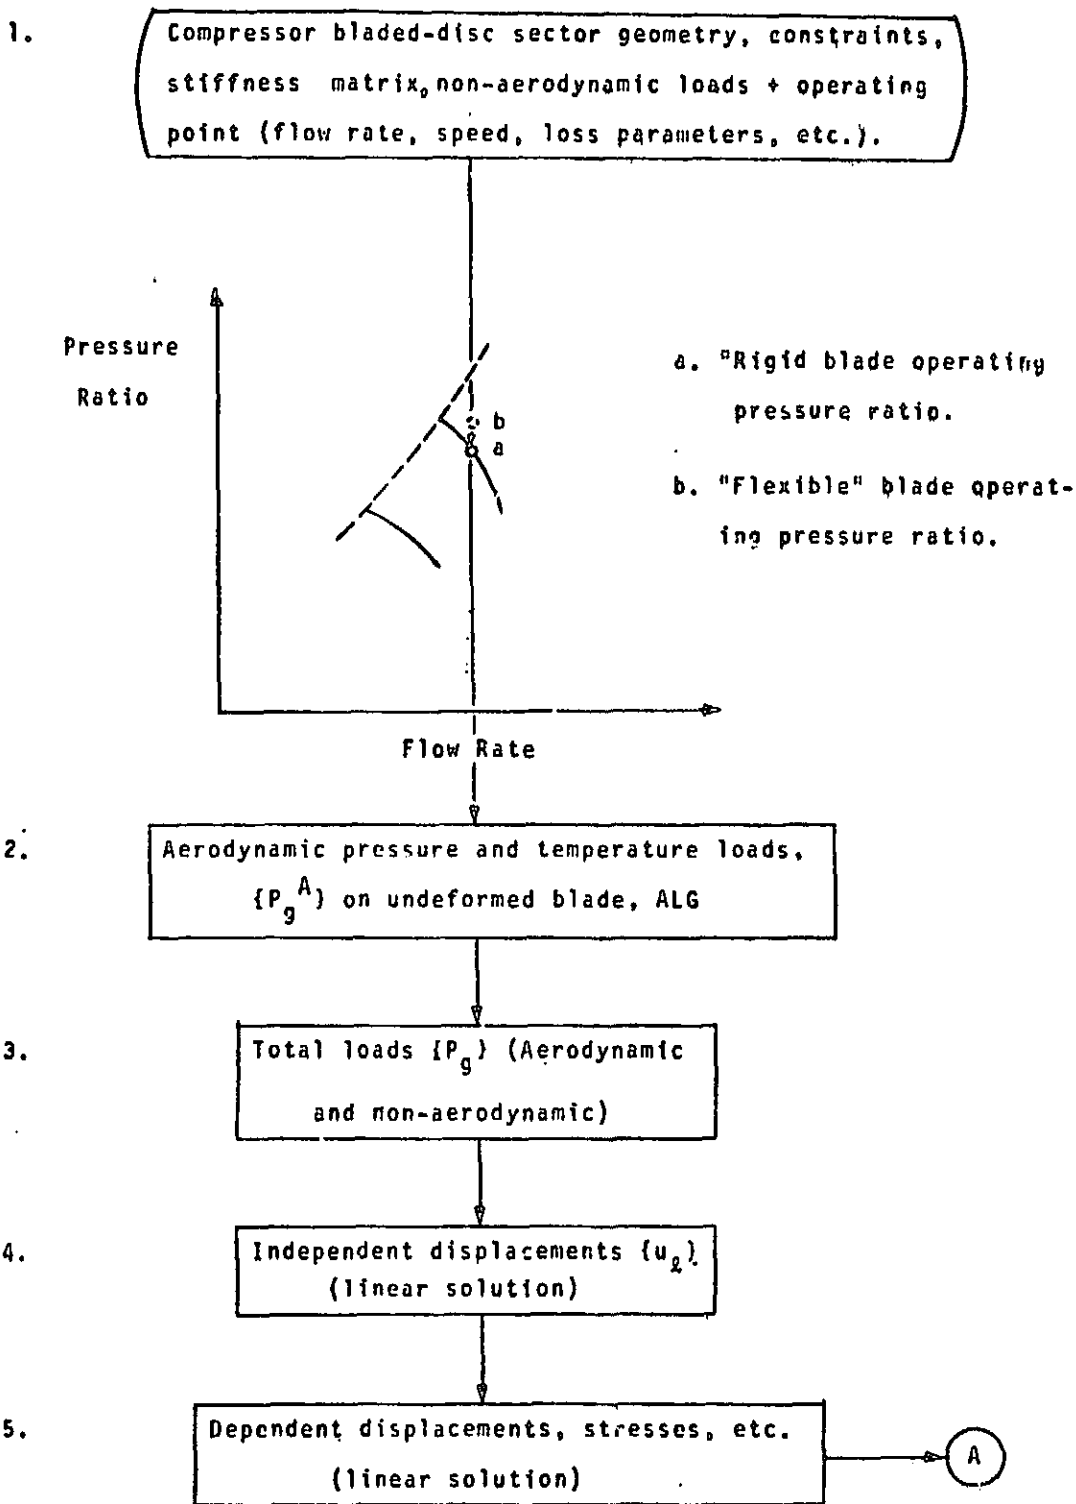 1.
Compressor bladed-disc sector geometry, constraints,
stiffness matrix, non-aerodynamic loads + operating
point (flow rate, speed, loss parameters, etc.).
Pressure
Ratio
b
a
a. "Rigid blade operating
pressure ratio.
b. "Flexible" blade operat-
ing pressure ratio.
Flow Rate
2.
Aerodynamic pressure and temperature loads,
{P_g^A} on undeformed blade, ALG
3.
Total loads {P_g} (Aerodynamic
and non-aerodynamic)
4.
Independent displacements {u_ℓ}
(linear solution)
5.
Dependent displacements, stresses, etc.
(linear solution)
A